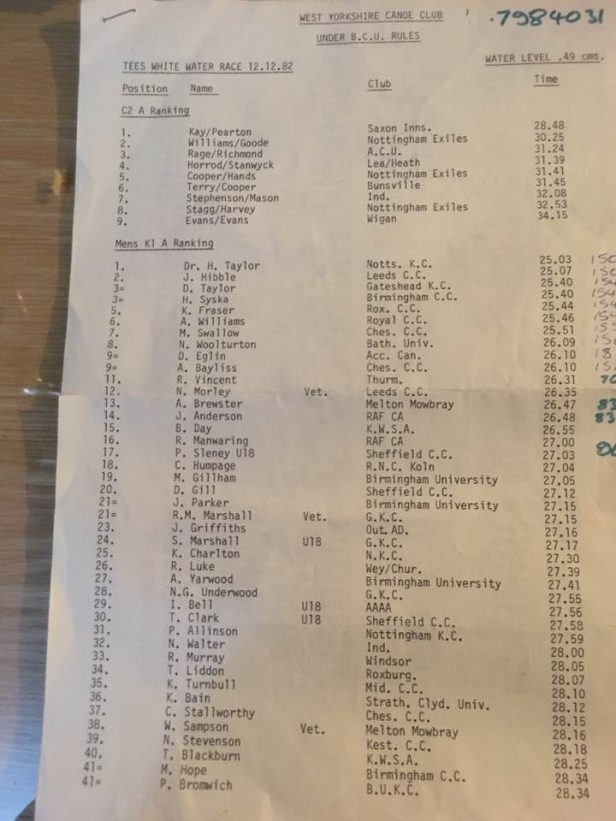 WEST YORKSHIRE CANOE CLUB .7984031
UNDER B.C.U. RULES
WATER LEVEL .49 cms.
TEES WHITE WATER RACE 12.12.82
Position Name Club Time
C2 A Ranking
1. Kay/Pearton Saxon Inns. 28.48
2. Williams/Goode Nottingham Exiles 30.25
3. Rage/Richmond A.C.U. 31.24
4. Horrod/Stanwyck Lea/Heath 31.39
5. Cooper/Hands Nottingham Exiles 31.41
6. Terry/Cooper Bunsville 31.45
7. Stephenson/Mason Ind. 32.08
8. Stagg/Harvey Nottingham Exiles 32.53
9. Evans/Evans Wigan 34.15
Mens K1 A Ranking
1. Dr. H. Taylor Notts. K.C. 25.03
2. J. Hibble Leeds C.C. 25.07
3= D. Taylor Gateshead K.C. 25.40
3= H. Syska Birmingham C.C. 25.40
5. K. Fraser Rox. C.C. 25.44
6. A. Williams Royal C.C. 25.46
7. M. Swallow Ches. C.C. 25.51
8. N. Woolturton Bath. Univ. 26.09
9= D. Eglin Acc. Can. 26.10
9= A. Bayliss Ches. C.C. 26.10
11. R. Vincent Thurm. 26.31
12. N. Morley Vet. Leeds C.C. 26.35
13. A. Brewster Melton Mowbray 26.47
14. J. Anderson RAF CA 26.48
15. B. Day K.W.S.A. 26.55
16. R. Manwaring RAF CA 27.00
17. P. Sleney U18 Sheffield C.C. 27.03
18. C. Humpage R.N.C. Koln 27.04
19. M. Gillham Birmingham University 27.05
20. D. Gill Sheffield C.C. 27.12
21= J. Parker Birmingham University 27.15
21= R.M. Marshall Vet. G.K.C. 27.15
23. J. Griffiths Out. AD. 27.16
24. S. Marshall U18 G.K.C. 27.17
25. K. Charlton N.K.C. 27.30
26. R. Luke Wey/Chur. 27.39
27. A. Yarwood Birmingham University 27.41
28. N.G. Underwood G.K.C. 27.55
29. I. Bell U18 AAAA 27.56
30. T. Clark U18 Sheffield C.C. 27.58
31. P. Allinson Nottingham K.C. 27.59
32. N. Walter Ind. 28.00
33. R. Murray Windsor 28.05
34. T. Liddon Roxburg. 28.07
35. K. Turnbull Mid. C.C. 28.10
36. K. Bain Strath. Clyd. Univ. 28.12
37. C. Stallworthy Ches. C.C. 28.15
38. W. Sampson Vet. Melton Mowbray 28.16
39. N. Stevenson Kest. C.C. 28.18
40. T. Blackburn K.W.S.A. 28.25
41= M. Hope Birmingham C.C. 28.34
41= P. Bromwich B.U.K.C. 28.34